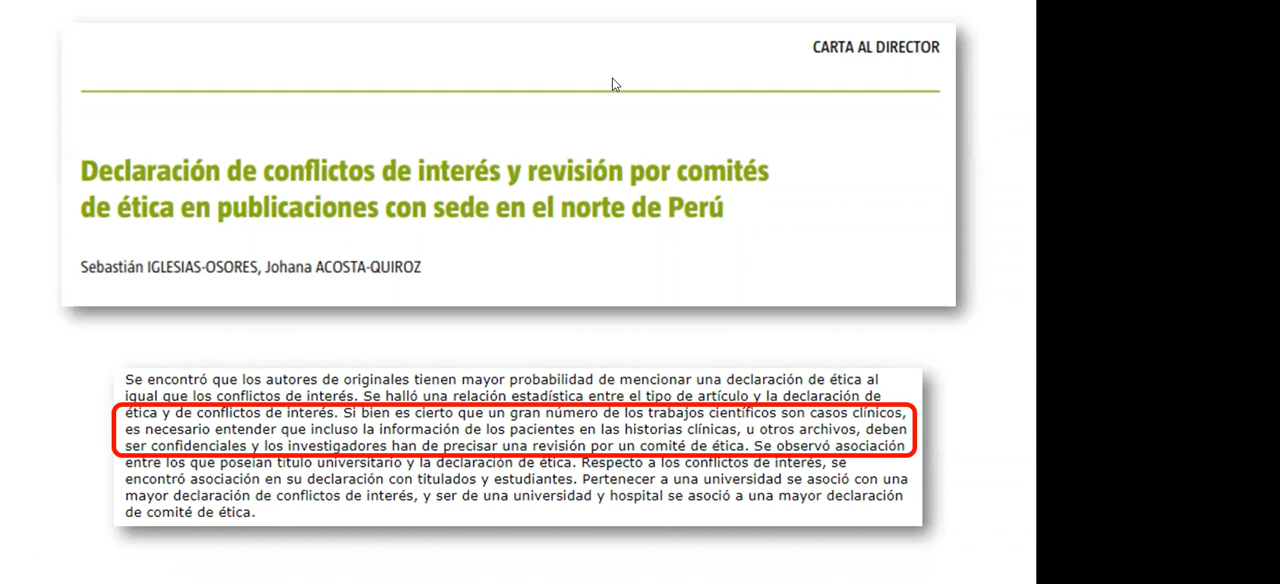 CARTA AL DIRECTOR
Declaración de conflictos de interés y revisión por comités
de ética en publicaciones con sede en el norte de Perú
Sebastián IGLESIAS-OSORES, Johana ACOSTA-QUIROZ
Se encontró que los autores de originales tienen mayor probabilidad de mencionar una declaración de ética al
igual que los conflictos de interés. Se halló una relación estadística entre el tipo de artículo y la declaración de
ética y de conflictos de interés. Si bien es cierto que un gran número de los trabajos científicos son casos clínicos,
es necesario entender que incluso la información de los pacientes en las historias clínicas, u otros archivos, deben
ser confidenciales y los investigadores han de precisar una revisión por un comité de ética. Se observó asociación
entre los que poseían título universitario y la declaración de ética. Respecto a los conflictos de interés, se
encontró asociación en su declaración con titulados y estudiantes. Pertenecer a una universidad se asoció con una
mayor declaración de conflictos de interés, y ser de una universidad y hospital se asoció a una mayor declaración
de comité de ética.